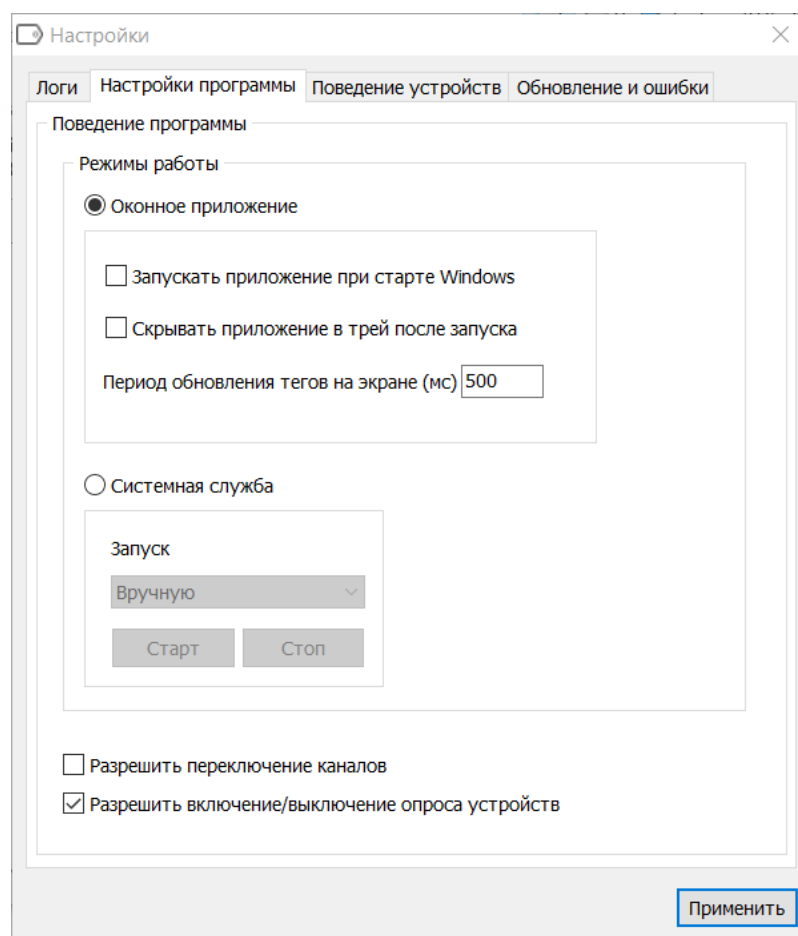 Настройки
Логи Настройки программы Поведение устройств Обновление и ошибки
Поведение программы
Режимы работы
Оконное приложение
Запускать приложение при старте Windows
Скрывать приложение в трей после запуска
Период обновления тегов на экране (мс) 500
Системная служба
Запуск
Вручную
Старт Стоп
Разрешить переключение каналов
Разрешить включение/выключение опроса устройств
Применить